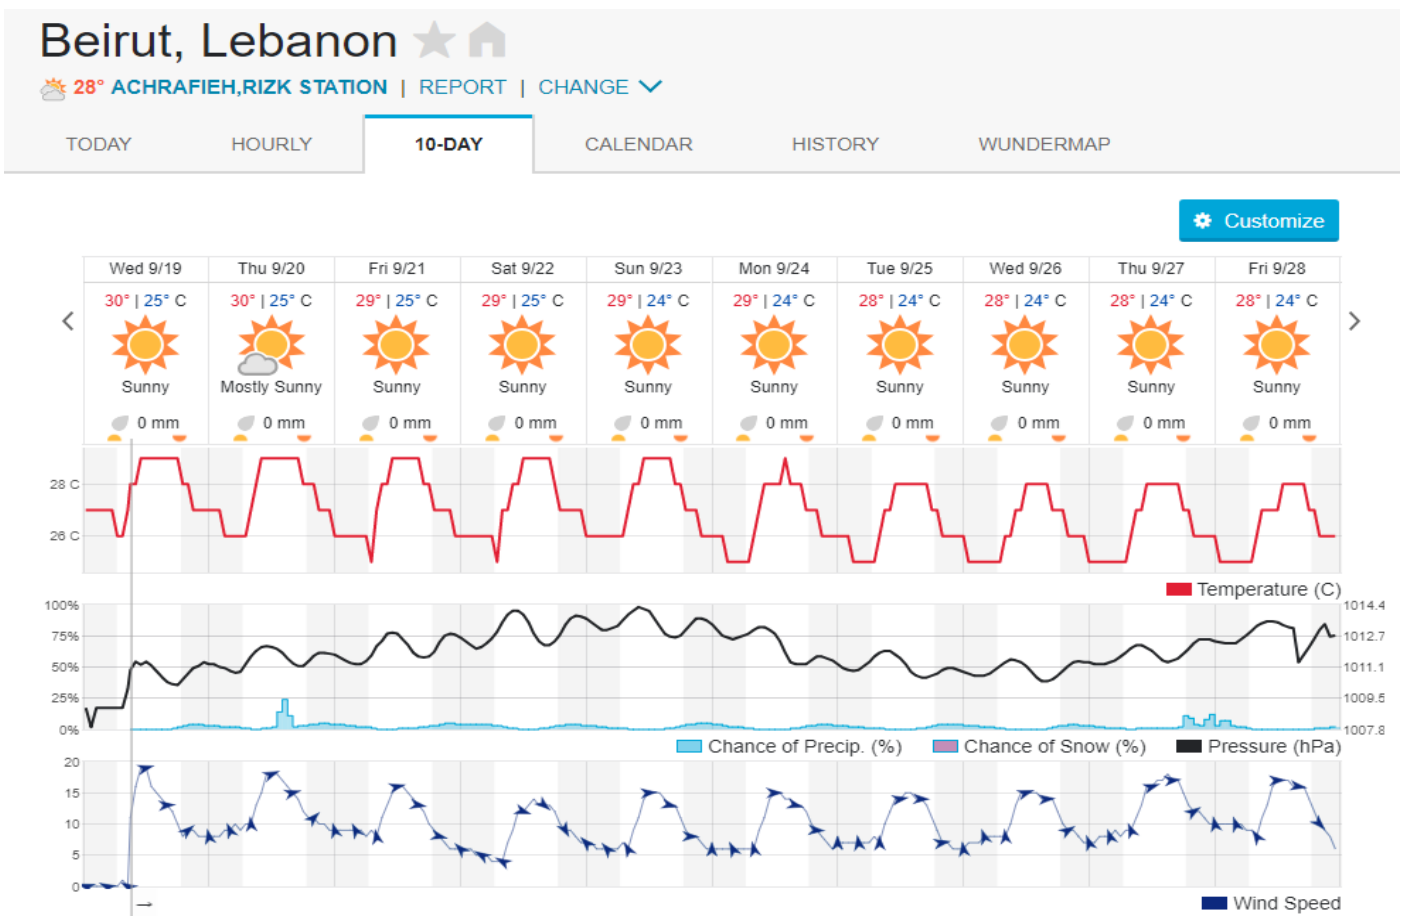 Beirut, Lebanon
28° ACHRAFIEH,RIZK STATION | REPORT | CHANGE
TODAY HOURLY 10-DAY CALENDAR HISTORY WUNDERMAP
Customize
Wed 9/19 Thu 9/20 Fri 9/21 Sat 9/22 Sun 9/23 Mon 9/24 Tue 9/25 Wed 9/26 Thu 9/27 Fri 9/28
30° | 25° C 30° | 25° C 29° | 25° C 29° | 25° C 29° | 24° C 29° | 24° C 28° | 24° C 28° | 24° C 28° | 24° C 28° | 24° C
Sunny Mostly Sunny Sunny Sunny Sunny Sunny Sunny Sunny Sunny Sunny
0 mm 0 mm 0 mm 0 mm 0 mm 0 mm 0 mm 0 mm 0 mm 0 mm
28 C
26 C
Temperature (C)
100% 1014.4
75% 1012.7
50% 1011.1
25% 1009.5
0% 1007.8
Chance of Precip. (%) Chance of Snow (%) Pressure (hPa)
20
15
10
5
0
Wind Speed